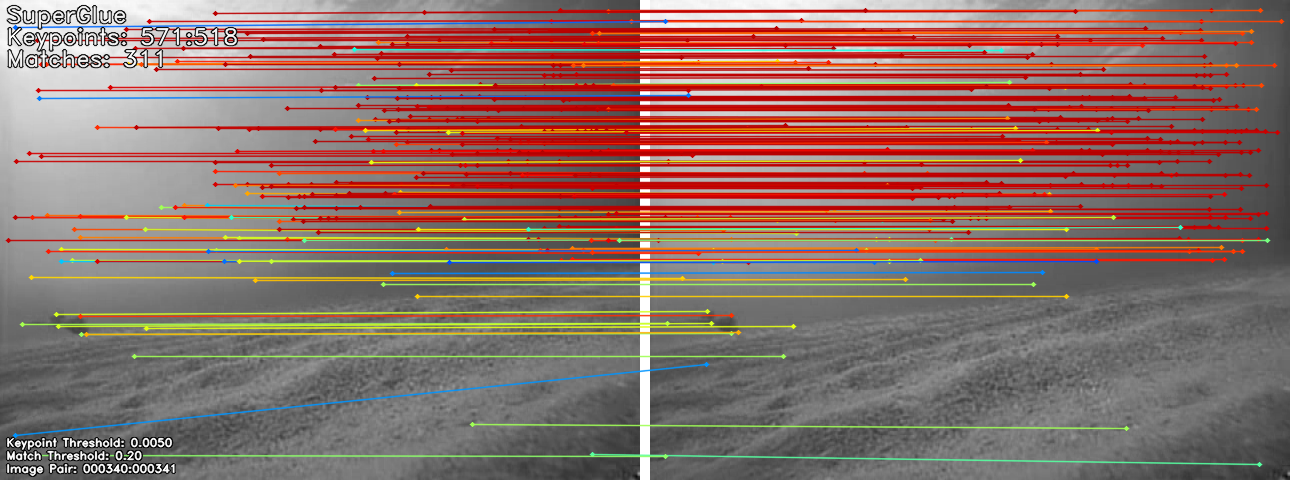 SuperGlue
Keypoints: 571:518
Matches: 311
Keypoint Threshold: 0.0050
Match Threshold: 0.20
Image Pair: 000340:000341